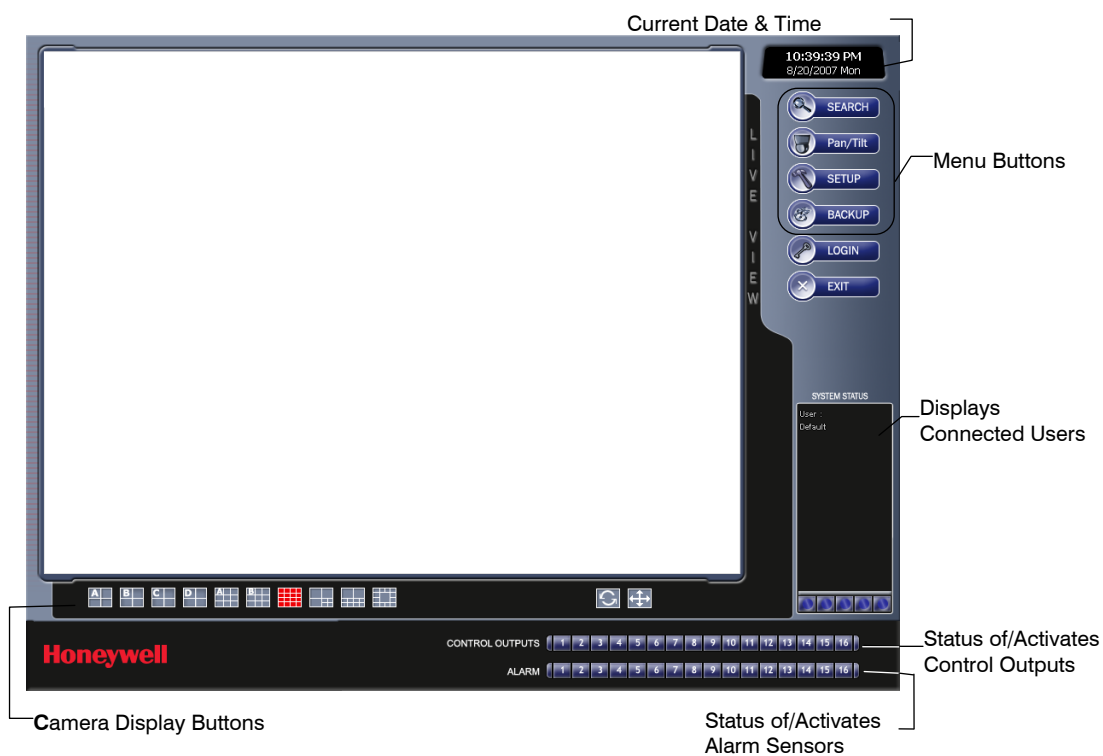 Current Date & Time
10:39:39 PM
8/20/2007 Mon
SEARCH
Pan/Tilt
SETUP
BACKUP
LOGIN
EXIT
Menu Buttons
LIVE VIEW
SYSTEM STATUS
User :
Default
Displays
Connected Users
A B C D A B
CONTROL OUTPUTS 1 2 3 4 5 6 7 8 9 10 11 12 13 14 15 16
ALARM 1 2 3 4 5 6 7 8 9 10 11 12 13 14 15 16
Honeywell
Status of/Activates
Control Outputs
Camera Display Buttons
Status of/Activates
Alarm Sensors